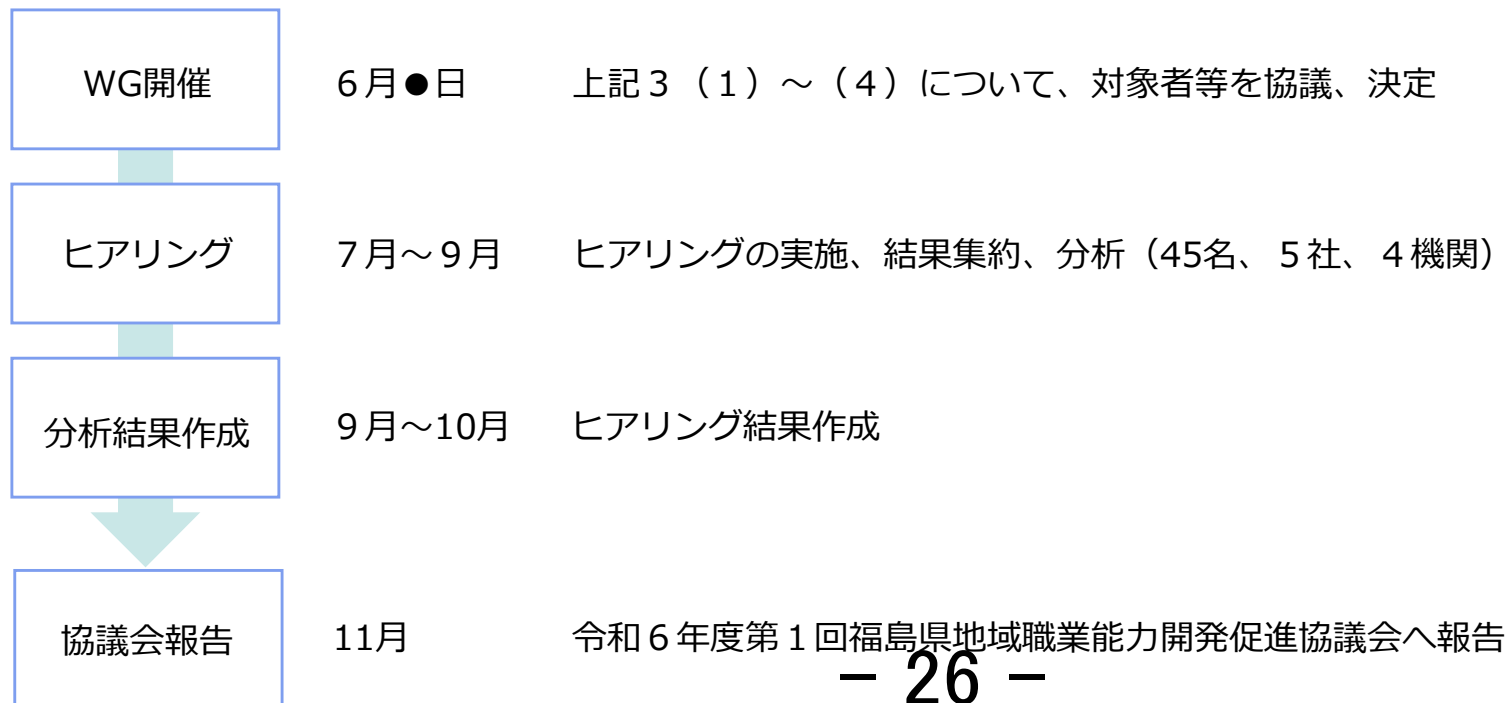 WG開催 6月●日 上記3（1）～（4）について、対象者等を協議、決定
ヒアリング 7月～9月 ヒアリングの実施、結果集約、分析（45名、5社、4機関）
分析結果作成 9月～10月 ヒアリング結果作成
協議会報告 11月 令和6年度第1回福島県地域職業能力開発促進協議会へ報告
－ 26 －